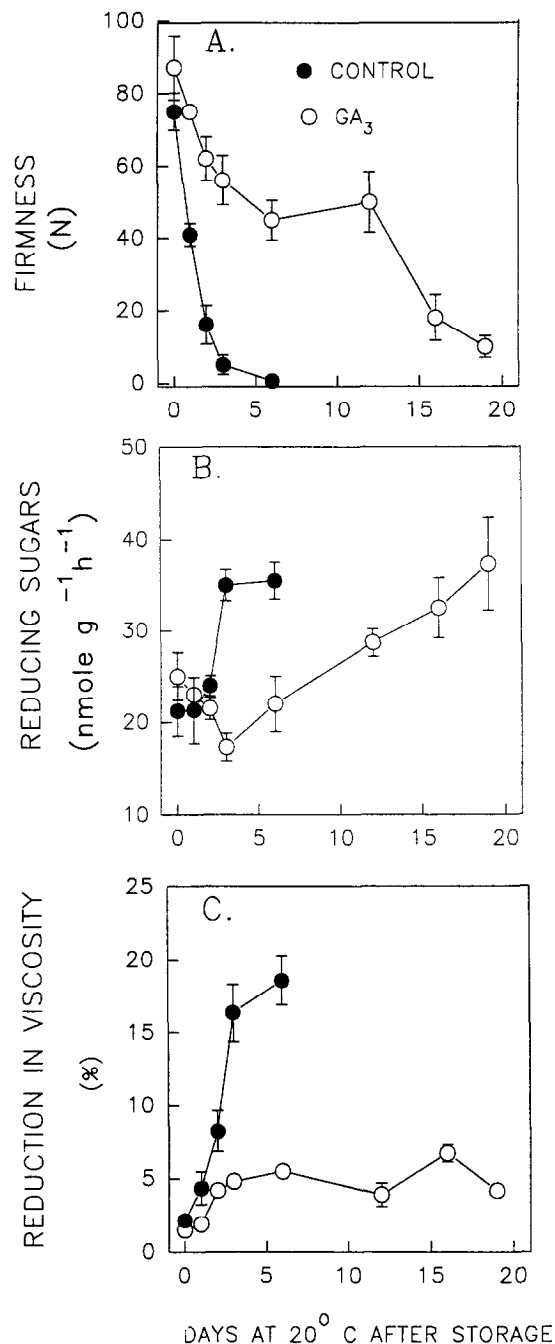 A.
CONTROL
GA3
FIRMNESS
(N)
100
80
60
40
20
0
0 5 10 15 20
B.
REDUCING SUGARS
(nmole g⁻¹h⁻¹)
50
40
30
20
10
0 5 10 15 20
C.
REDUCTION IN VISCOSITY
(%)
25
20
15
10
5
0
0 5 10 15 20
DAYS AT 20° C AFTER STORAGE